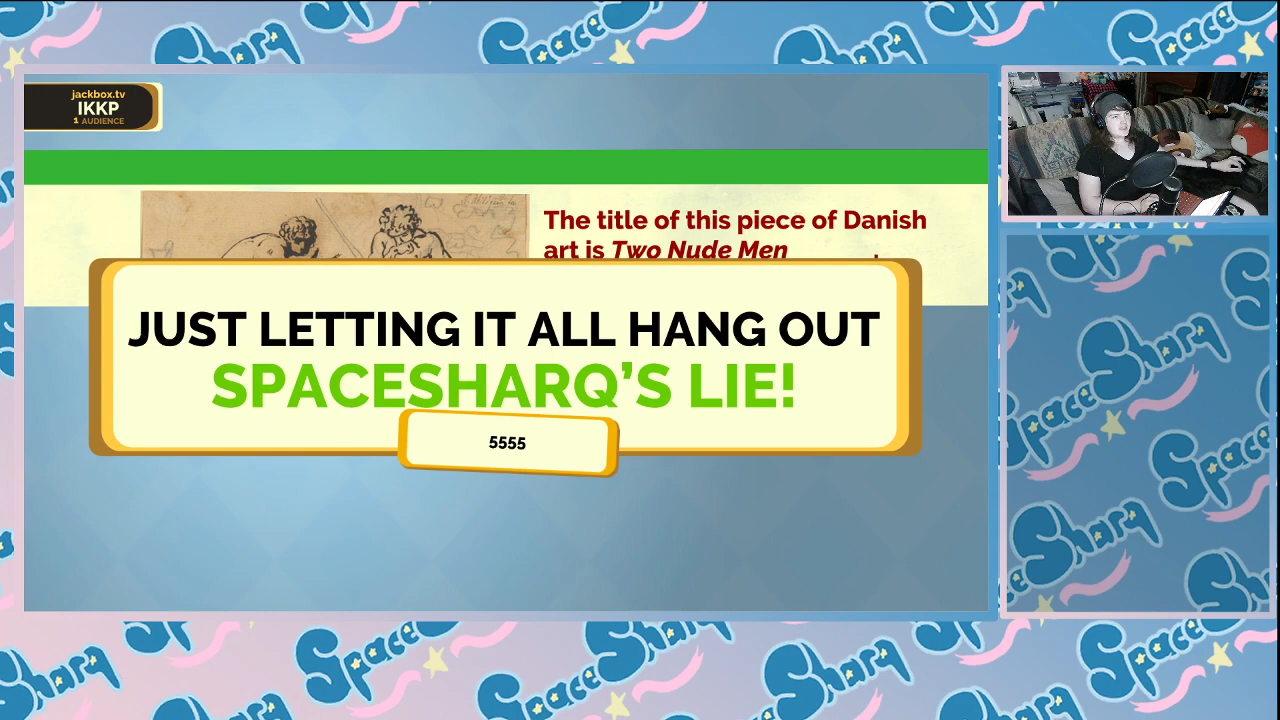 jackbox.tv
IKKP
1 AUDIENCE
The title of this piece of Danish
art is Two Nude Men
JUST LETTING IT ALL HANG OUT
SPACESHARQ'S LIE!
5555
SpaceSharq